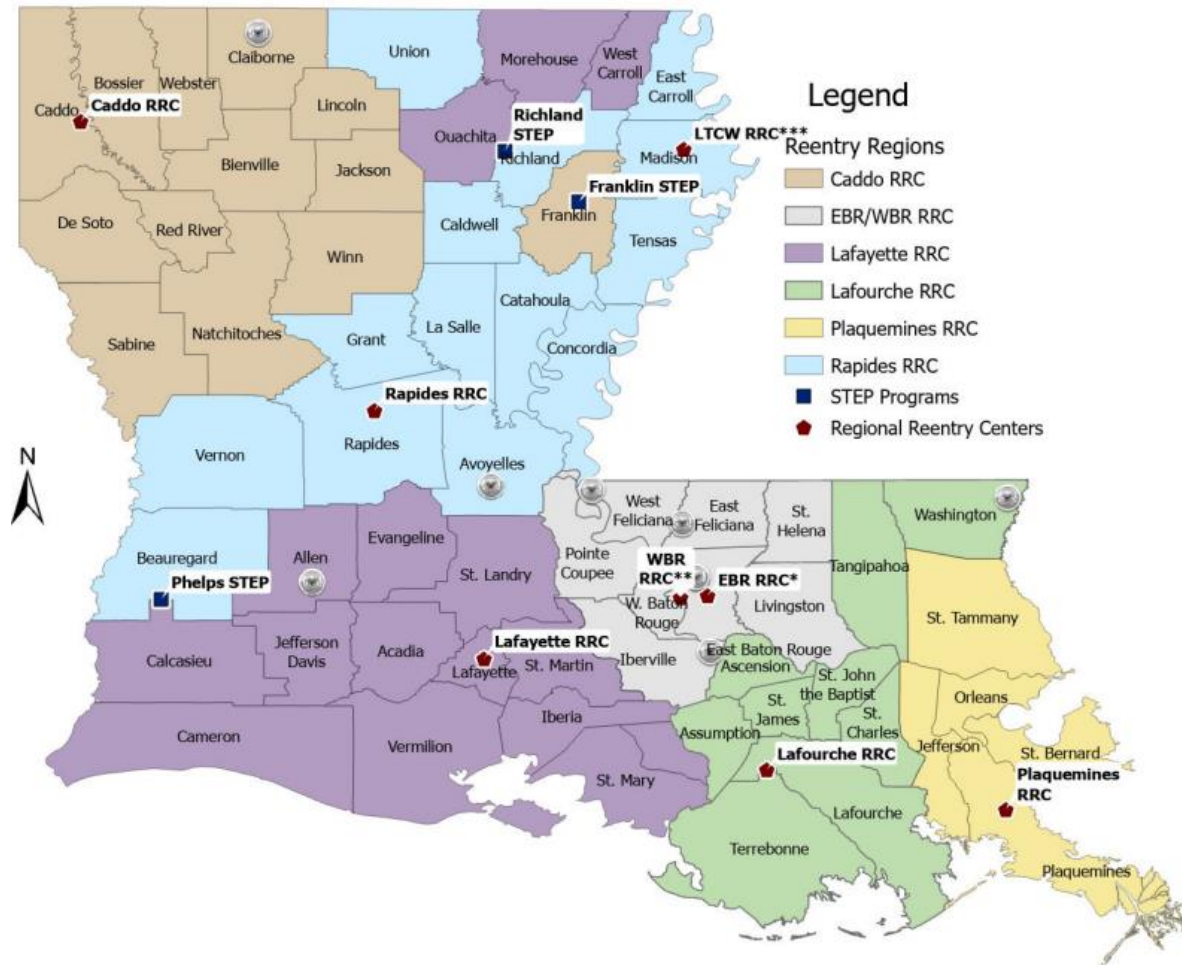 Claiborne
Union
Morehouse
West
Carroll
East
Carroll
Bossier
Webster
Caddo
Caddo RRC
Lincoln
Ouachita
Richland
STEP
Richland
LTCW RRC***
Madison
Bienville
Jackson
Franklin STEP
Franklin
De Soto
Red River
Caldwell
Tensas
Winn
Catahoula
Natchitoches
Sabine
Grant
La Salle
Concordia
Rapides RRC
Rapides
Vernon
Avoyelles
Legend
Reentry Regions
Caddo RRC
EBR/WBR RRC
Lafayette RRC
Lafourche RRC
Plaquemines RRC
Rapides RRC
STEP Programs
Regional Reentry Centers
N
West
Feliciana
East
Feliciana
St.
Helena
Washington
Beauregard
Allen
Evangeline
St. Landry
Pointe
Coupee
Tangipahoa
Phelps STEP
WBR
RRC**
EBR RRC*
W. Baton
Rouge
Livingston
St. Tammany
Calcasieu
Jefferson
Davis
Acadia
Lafayette RRC
Lafayette
St. Martin
Iberville
East Baton Rouge
Ascension
St. John
the Baptist
Orleans
St.
James
St.
Charles
Assumption
Jefferson
St. Bernard
Cameron
Vermilion
Iberia
St. Mary
Lafourche RRC
Plaquemines
RRC
Lafourche
Terrebonne
Plaquemines